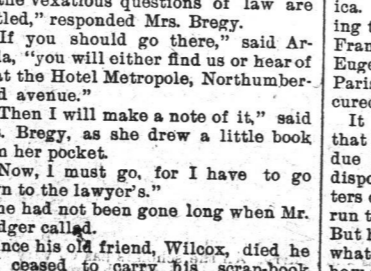 the vexatious questions of law are
tled," responded Mrs. Bregy.
If you should go there," said Ar-
la, "you will either find us or hear of
at the Hotel Metropole, Northumber-
d avenue."
Then I will make a note of it," said
s. Bregy, as she drew a little book
m her pocket.
Now, I must go, for I have to go
n to the lawyer's."
he had not been gone long when Mr.
dger called.
nce his old friend, Wilcox, died he
ceased to carry his scrap-book
ica.
ing t
Fran
Euge
Pari
cured
It
that
due
dispo
ters o
run t
But h
what